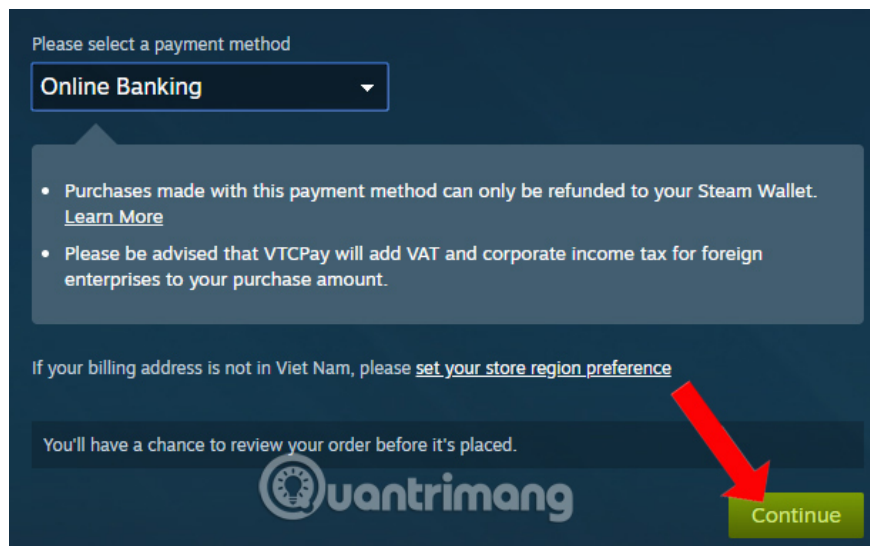 Please select a payment method
Online Banking
• Purchases made with this payment method can only be refunded to your Steam Wallet.
Learn More
• Please be advised that VTCPay will add VAT and corporate income tax for foreign
enterprises to your purchase amount.
If your billing address is not in Viet Nam, please set your store region preference
You'll have a chance to review your order before it's placed.
Quantrimang
Continue